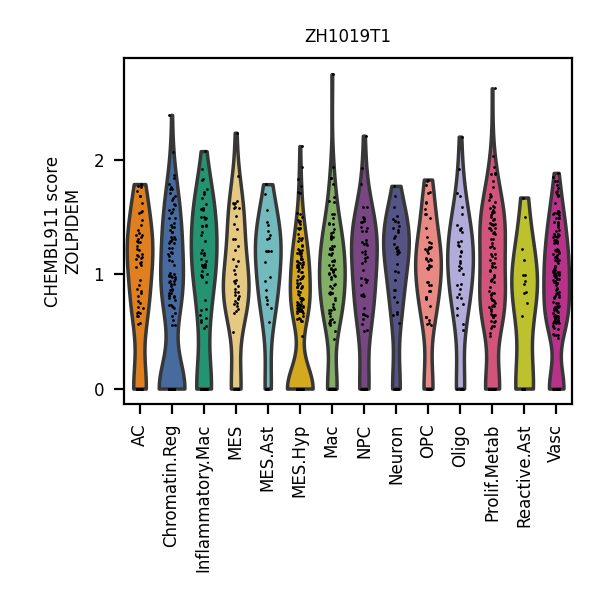 ZH1019T1
CHEMBL911 score
ZOLPIDEM
2
1
0
AC
Chromatin.Reg
Inflammatory.Mac
MES
MES.Ast
MES.Hyp
Mac
NPC
Neuron
OPC
Oligo
Prolif.Metab
Reactive.Ast
Vasc